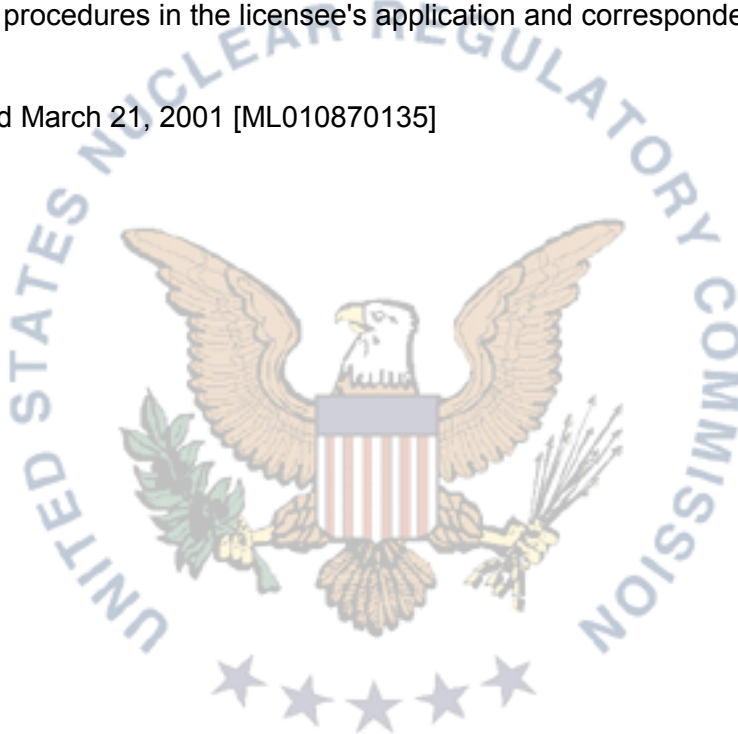 procedures in the licensee's application and corresponde
d March 21, 2001 [ML010870135]
UNITED STATES NUCLEAR REGULATORY COMMISSION